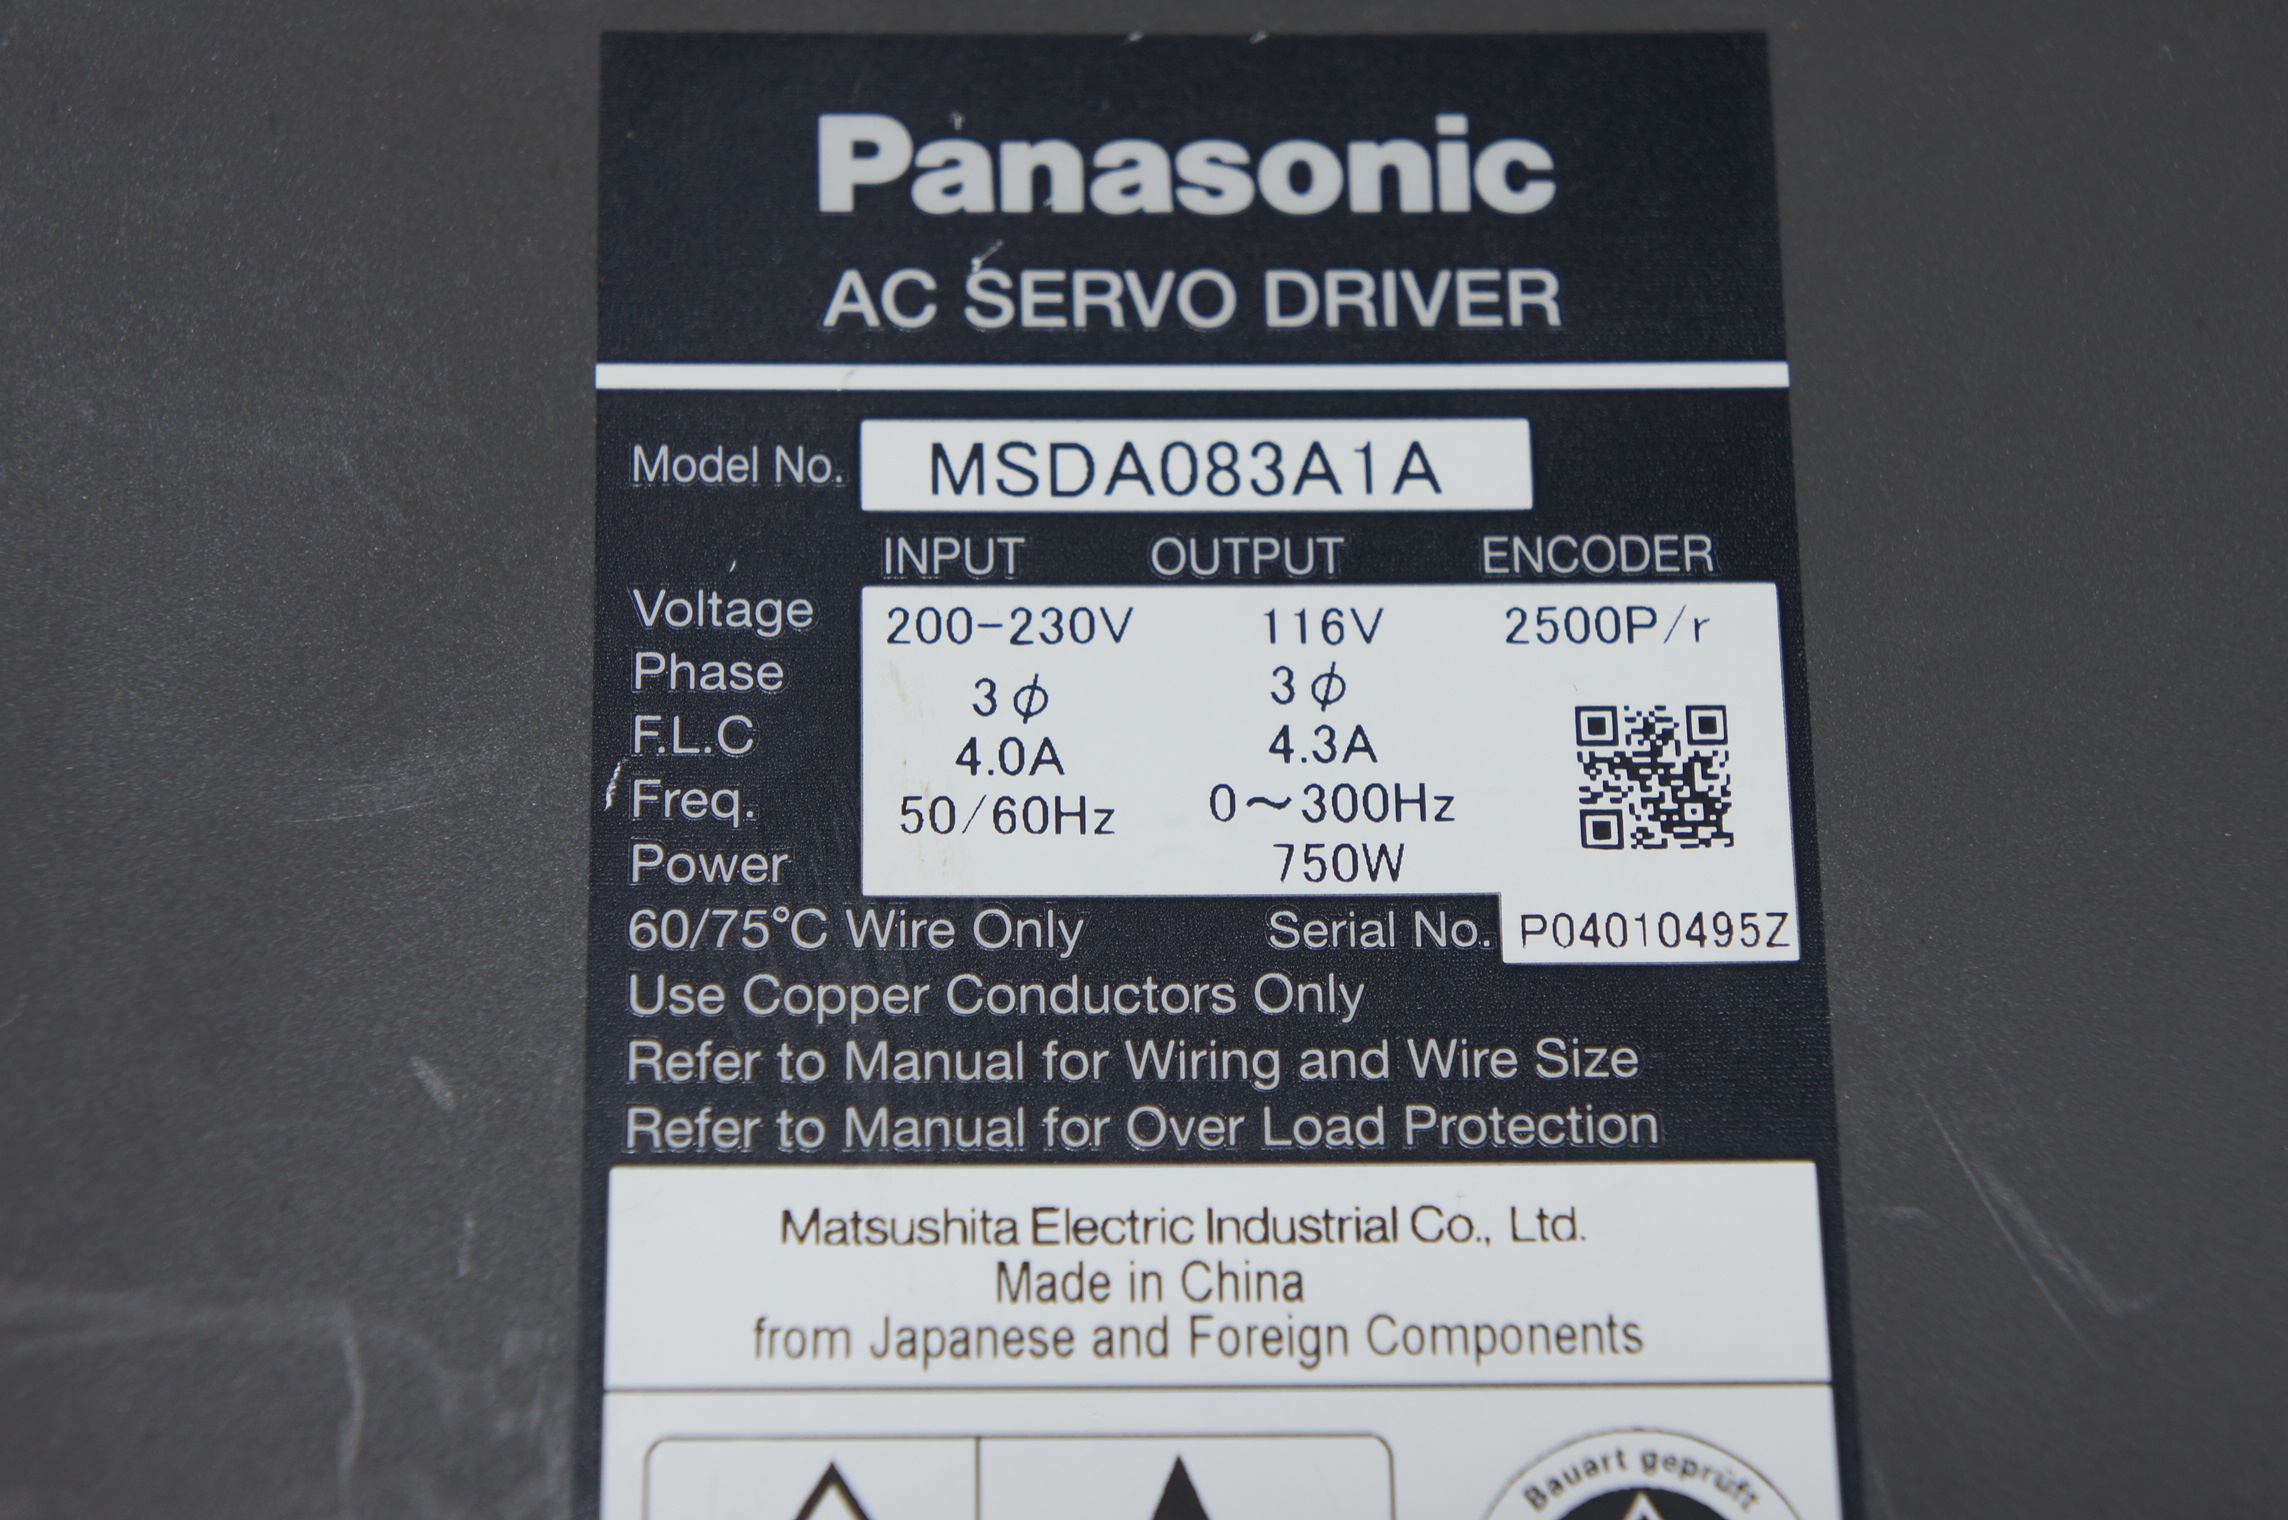 Panasonic
AC SERVO DRIVER
Model No. MSDA083A1A
INPUT OUTPUT ENCODER
Voltage 200-230V 116V 2500P/r
Phase 3ϕ 3ϕ
F.L.C 4.0A 4.3A
Freq. 50/60Hz 0～300Hz
Power 750W
60/75°C Wire Only Serial No. P04010495Z
Use Copper Conductors Only
Refer to Manual for Wiring and Wire Size
Refer to Manual for Over Load Protection
Matsushita Electric Industrial Co., Ltd.
Made in China
from Japanese and Foreign Components
Bauart geprüft